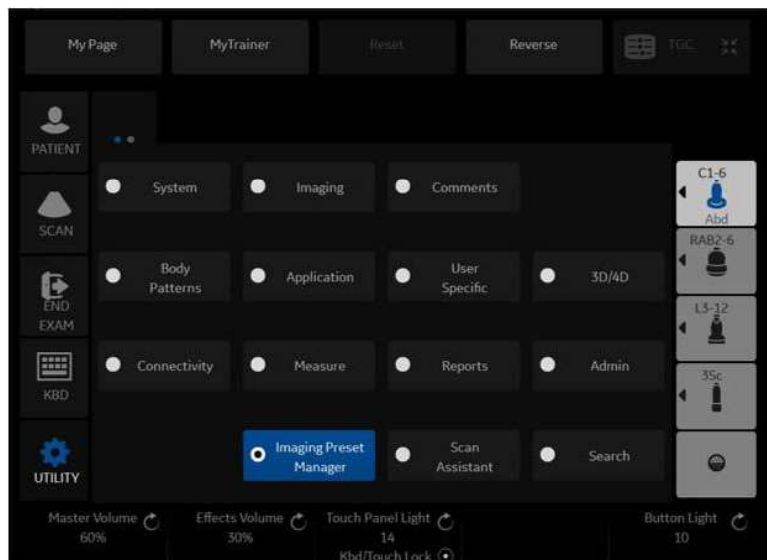 My Page
MyTrainer
Reset
Reverse
TGC
PATIENT
SCAN
END
EXAM
KBD
UTILITY
System
Imaging
Comments
Body
Patterns
Application
User
Specific
3D/4D
Connectivity
Measure
Reports
Admin
Imaging Preset
Manager
Scan
Assistant
Search
C1-6
Abd
RAB2-6
L3-12
3Sc
Master Volume
60%
Effects Volume
30%
Touch Panel Light
14
Kbd/Touch Lock
Button Light
10